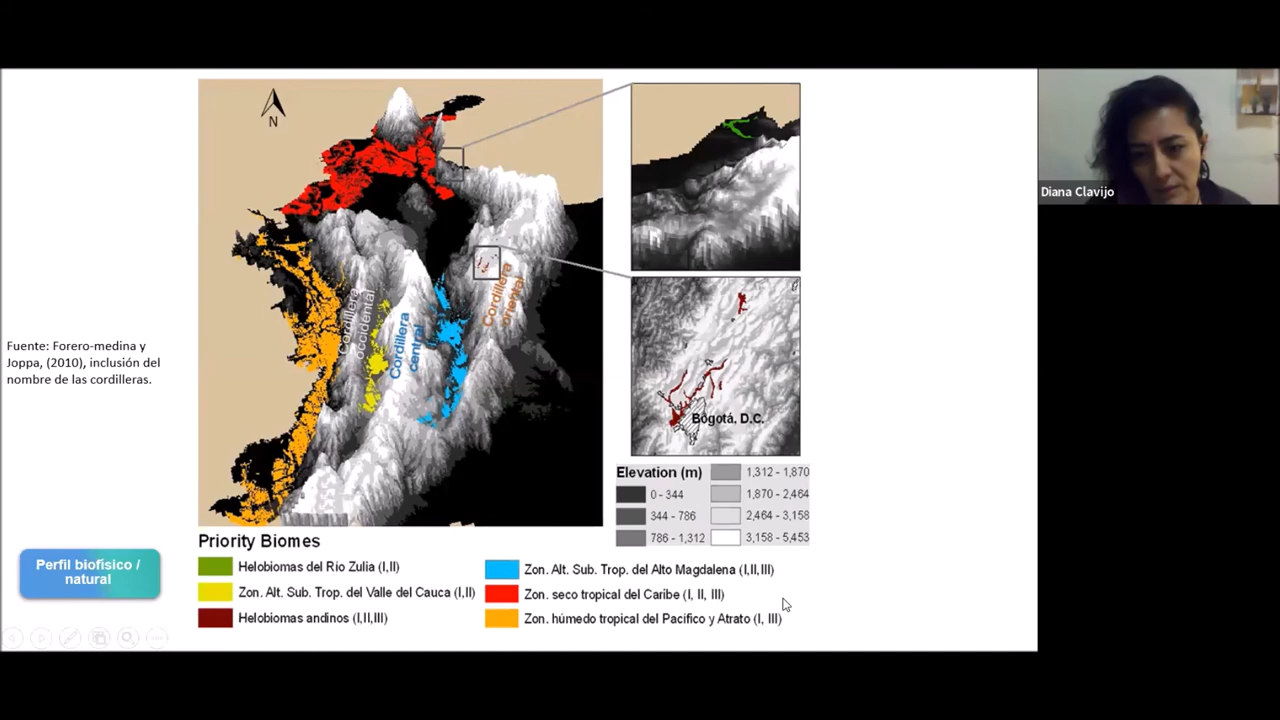 N
Cordillera
occidental
Cordillera
central
Cordillera
oriental
Bogotá, D.C.
Diana Clavijo
Fuente: Forero-medina y
Joppa, (2010), inclusión del
nombre de las cordilleras.
Elevation (m)
0 - 344
344 - 786
786 - 1,312
1,312 - 1,870
1,870 - 2,464
2,464 - 3,158
3,158 - 5,453
Perfil biofísico /
natural
Priority Biomes
Helobiomas del Rio Zulia (I,II)
Zon. Alt. Sub. Trop. del Valle del Cauca (I,II)
Helobiomas andinos (I,II,III)
Zon. Alt. Sub. Trop. del Alto Magdalena (I,II,III)
Zon. seco tropical del Caribe (I, II, III)
Zon. húmedo tropical del Pacífico y Atrato (I, III)